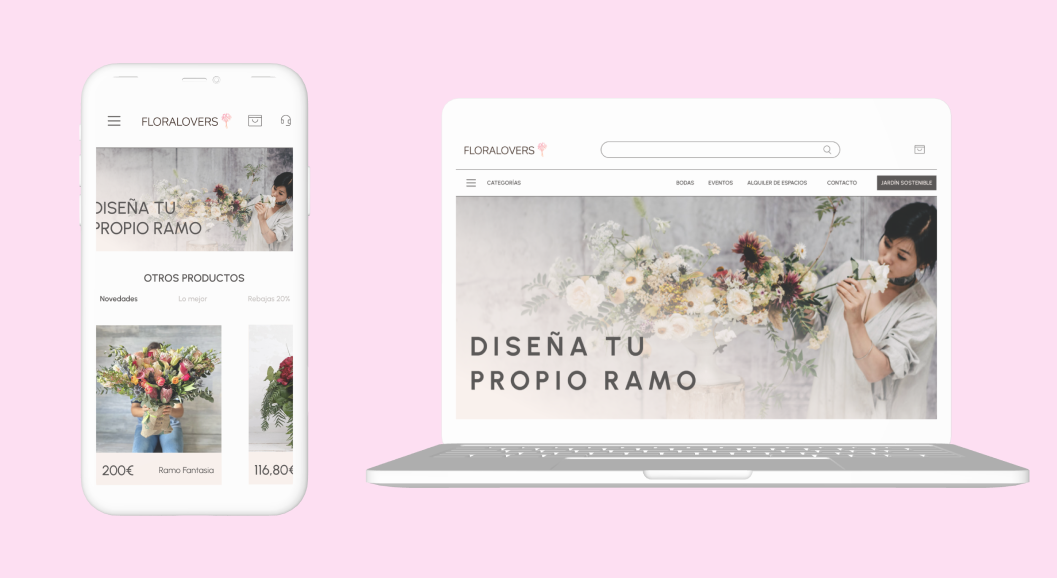 FLORALOVERS
DISEÑA TU
PROPIO RAMO
OTROS PRODUCTOS
Novedades Lo mejor Rebajas 20%
200€ Ramo Fantasia 116,80€
FLORALOVERS
CATEGORÍAS BODAS EVENTOS ALQUILER DE ESPACIOS CONTACTO JARDÍN SOSTENIBLE
DISEÑA TU
PROPIO RAMO